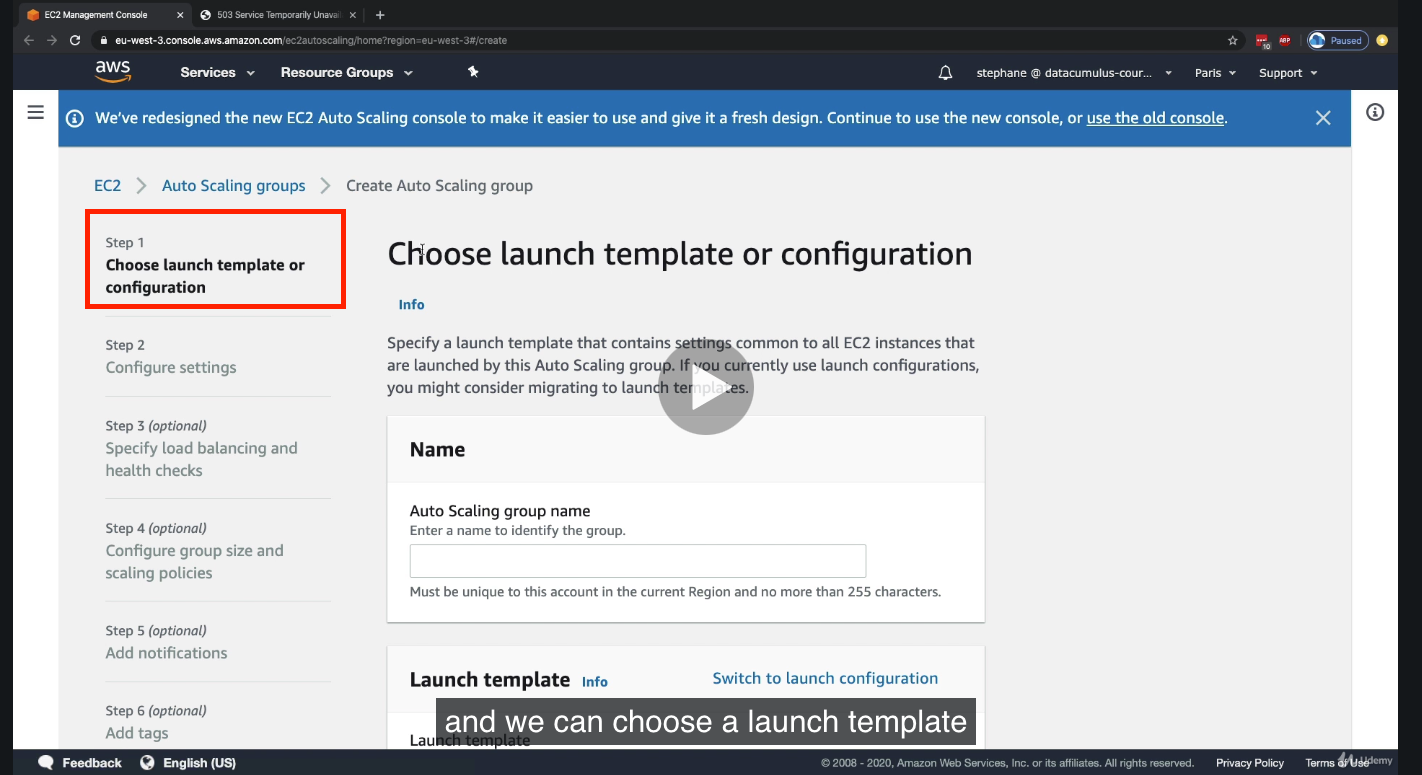 EC2 Management Console
503 Service Temporarily Unavail
eu-west-3.console.aws.amazon.com/ec2autoscaling/home?region=eu-west-3#/create
10
ABP
Paused
aws
Services
Resource Groups
stephane @ datacumulus-cour...
Paris
Support
We've redesigned the new EC2 Auto Scaling console to make it easier to use and give it a fresh design. Continue to use the new console, or use the old console.
EC2
Auto Scaling groups
Create Auto Scaling group
Step 1
Choose launch template or
configuration
Step 2
Configure settings
Step 3 (optional)
Specify load balancing and
health checks
Step 4 (optional)
Configure group size and
scaling policies
Step 5 (optional)
Add notifications
Step 6 (optional)
Add tags
Choose launch template or configuration
Info
Specify a launch template that contains settings common to all EC2 instances that
are launched by this Auto Scaling group. If you currently use launch configurations,
you might consider migrating to launch templates.
Name
Auto Scaling group name
Enter a name to identify the group.
Must be unique to this account in the current Region and no more than 255 characters.
Launch template Info
Switch to launch configuration
Launch template
and we can choose a launch template
Feedback
English (US)
© 2008 - 2020, Amazon Web Services, Inc. or its affiliates. All rights reserved.
Privacy Policy
Terms of Use
Udemy